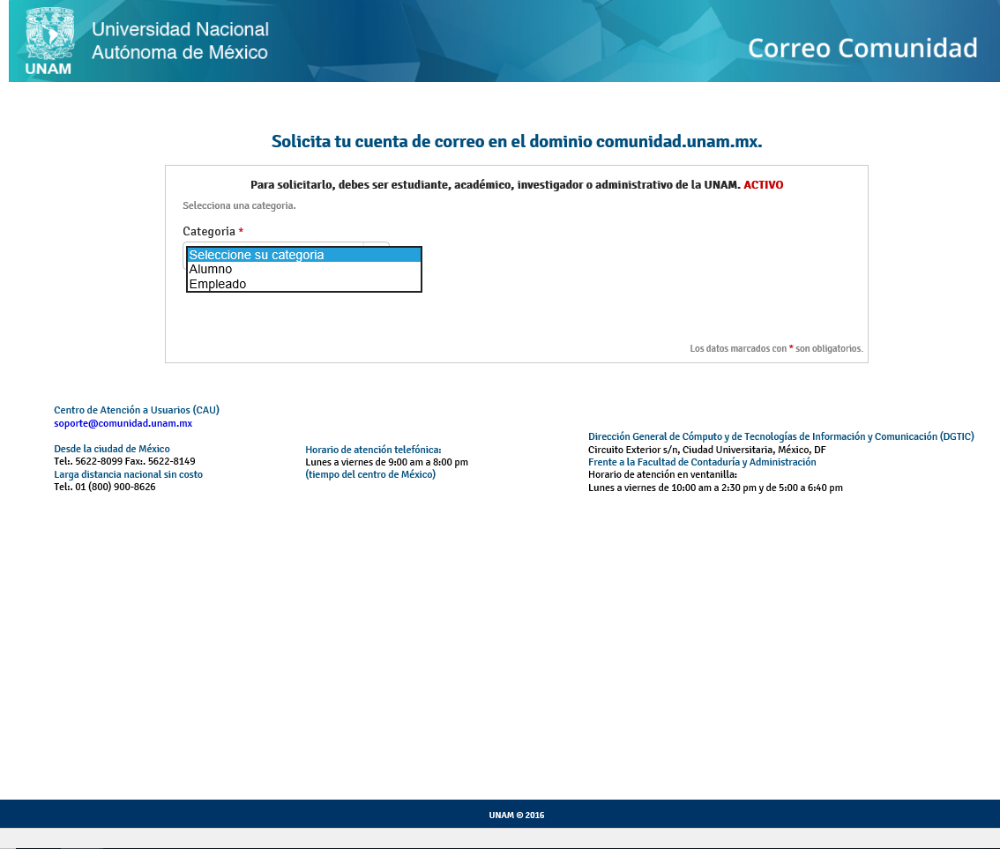 Universidad Nacional
Autónoma de México
UNAM
Correo Comunidad
Solicita tu cuenta de correo en el dominio comunidad.unam.mx.
Para solicitarlo, debes ser estudiante, académico, investigador o administrativo de la UNAM. ACTIVO
Selecciona una categoria.
Categoria *
Seleccione su categoria
Alumno
Empleado
Los datos marcados con * son obligatorios.
Centro de Atención a Usuarios (CAU)
soporte@comunidad.unam.mx
Desde la ciudad de México
Tel:. 5622-8099 Fax:. 5622-8149
Larga distancia nacional sin costo
Tel:. 01 (800) 900-8626
Horario de atención telefónica:
Lunes a viernes de 9:00 am a 8:00 pm
(tiempo del centro de México)
Dirección General de Cómputo y de Tecnologías de Información y Comunicación (DGTIC)
Circuito Exterior s/n, Ciudad Universitaria, México, DF
Frente a la Facultad de Contaduría y Administración
Horario de atención en ventanilla:
Lunes a viernes de 10:00 am a 2:30 pm y de 5:00 a 6:40 pm
UNAM © 2016